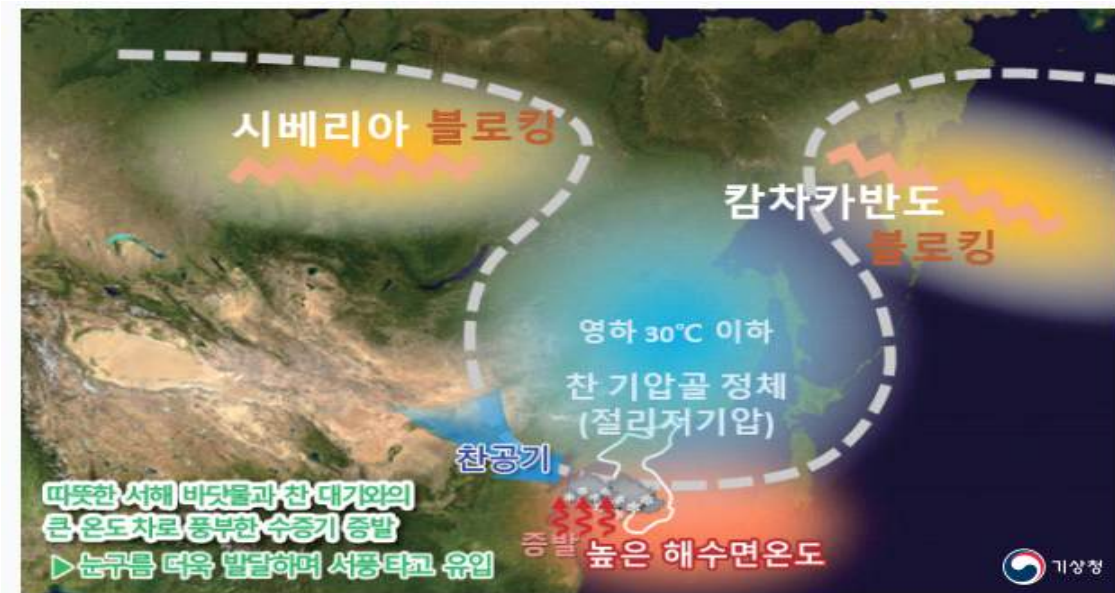 시베리아 블로킹
캄차카반도
블로킹
영하 30℃ 이하
찬 기압골 정체
(절리저기압)
찬공기
따뜻한 서해 바닷물과 찬 대기와의
큰 온도차로 풍부한 수증기 증발
▶ 눈구름 더욱 발달하며 서풍 타고 유입
증발 높은 해수면온도
기상청